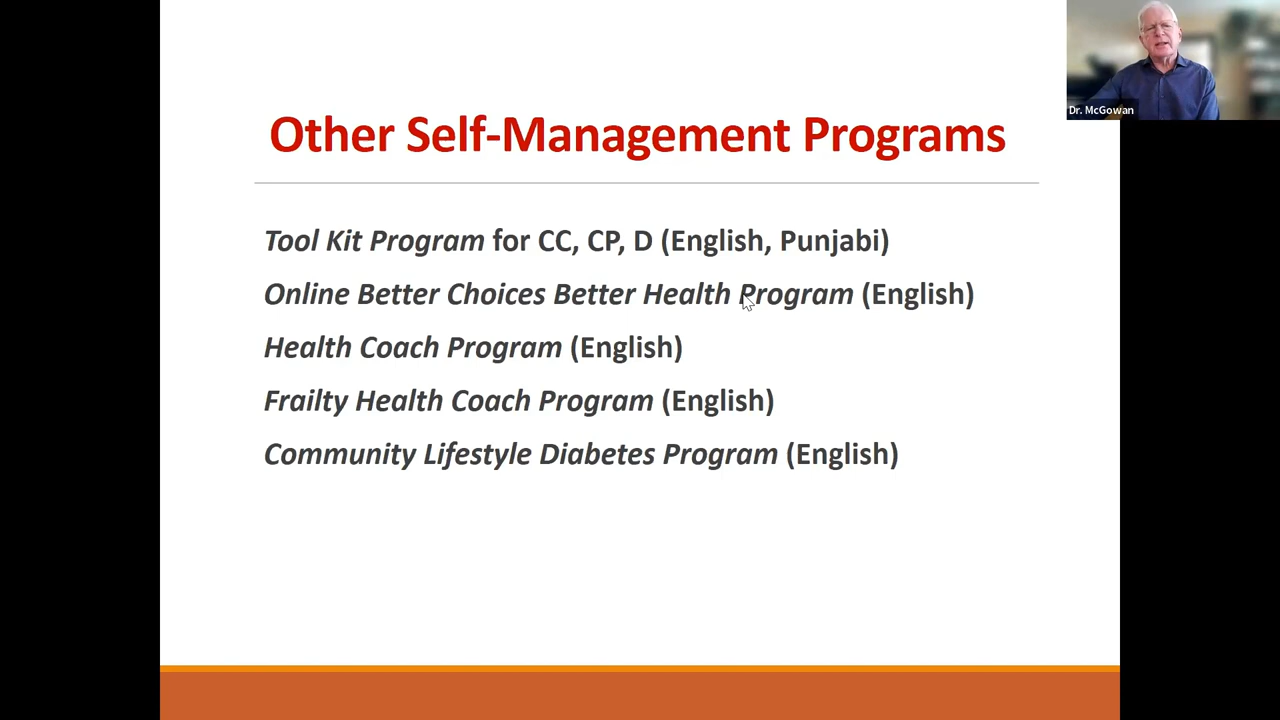 Other Self-Management Programs
Tool Kit Program for CC, CP, D (English, Punjabi)
Online Better Choices Better Health Program (English)
Health Coach Program (English)
Frailty Health Coach Program (English)
Community Lifestyle Diabetes Program (English)
Dr. McGowan